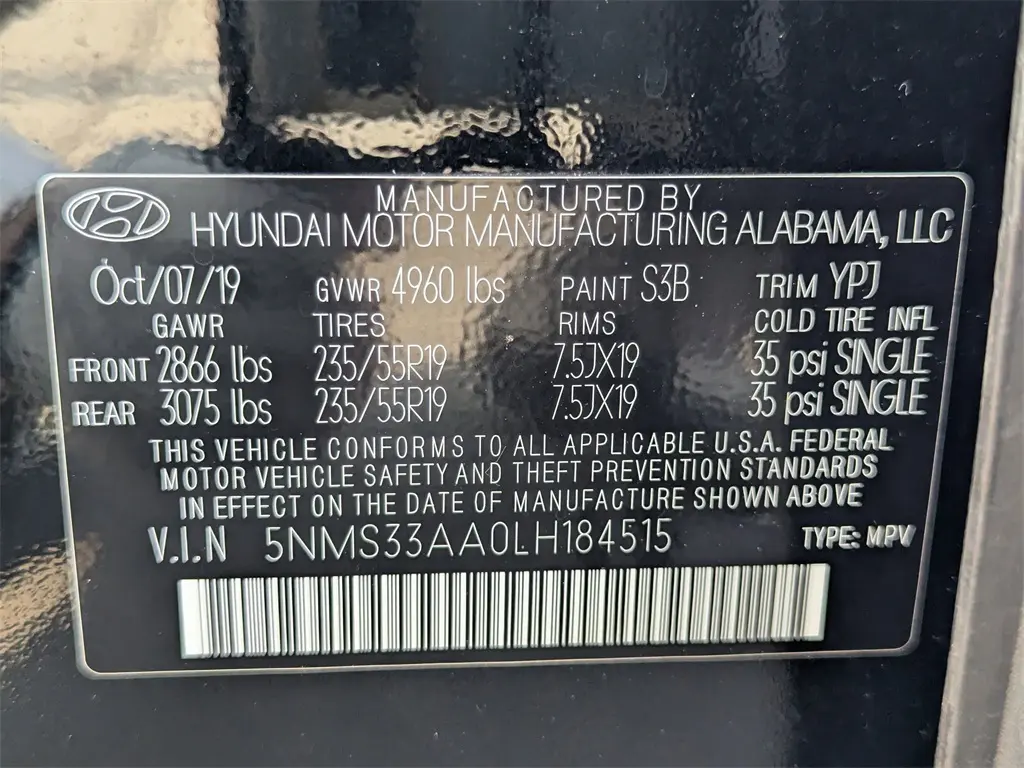 MANUFACTURED BY
HYUNDAI MOTOR MANUFACTURING ALABAMA, LLC
Oct/07/19 GVWR 4960 lbs PAINT S3B TRIM YPJ
GAWR TIRES RIMS COLD TIRE INFL
FRONT 2866 lbs 235/55R19 7.5JX19 35 psi SINGLE
REAR 3075 lbs 235/55R19 7.5JX19 35 psi SINGLE
THIS VEHICLE CONFORMS TO ALL APPLICABLE U.S.A. FEDERAL
MOTOR VEHICLE SAFETY AND THEFT PREVENTION STANDARDS
IN EFFECT ON THE DATE OF MANUFACTURE SHOWN ABOVE
V.I.N 5NMS33AA0LH184515 TYPE: MPV